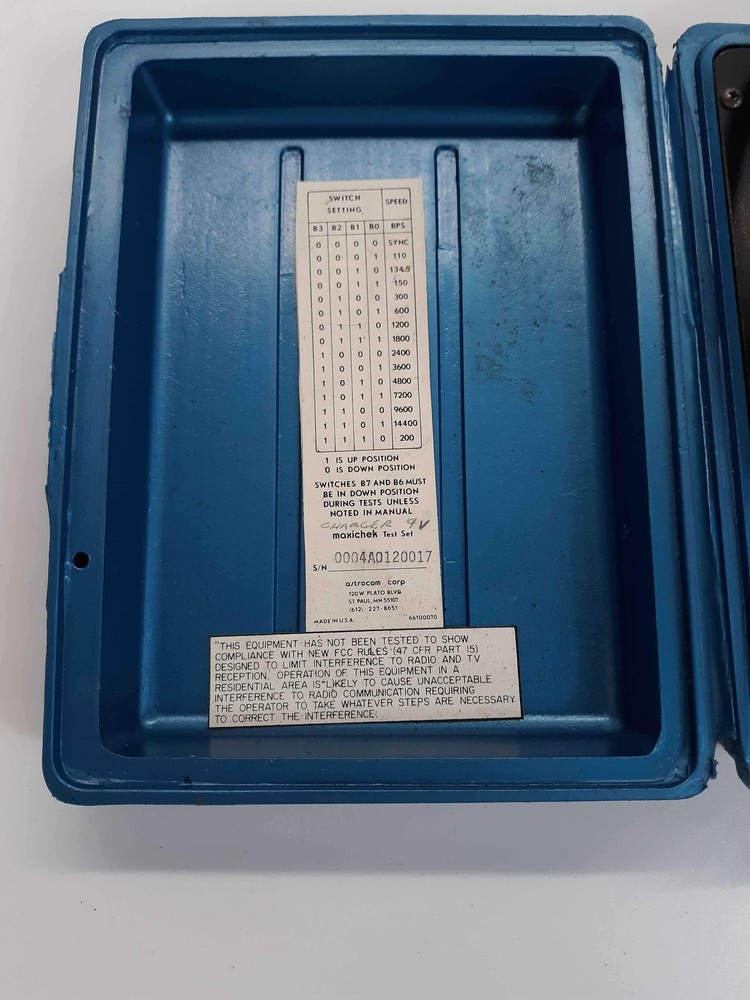 SWITCH SETTING SPEED
B3 B2 B1 B0 BPS
0 0 0 0 SYNC
0 0 0 1 110
0 0 1 0 134.5
0 0 1 1 150
0 1 0 0 300
0 1 0 1 600
0 1 1 0 1200
0 1 1 1 1800
1 0 0 0 2400
1 0 0 1 3600
1 0 1 0 4800
1 0 1 1 7200
1 1 0 0 9600
1 1 0 1 14400
1 1 1 0 200
1 IS UP POSITION
0 IS DOWN POSITION
SWITCHES B7 AND B6 MUST
BE IN DOWN POSITION
DURING TESTS UNLESS
NOTED IN MANUAL
CHARGER 9V
maxichek Test Set
S/N 0004A0120017
astrocom corp
120 W. PLATO BLVD.
ST PAUL, MN 55107
(612) 227-8651
MADE IN U.S.A 66100070
"THIS EQUIPMENT HAS NOT BEEN TESTED TO SHOW
COMPLIANCE WITH NEW FCC RULES (47 CFR PART 15)
DESIGNED TO LIMIT INTERFERENCE TO RADIO AND TV
RECEPTION. OPERATION OF THIS EQUIPMENT IN A
RESIDENTIAL AREA IS LIKELY TO CAUSE UNACCEPTABLE
INTERFERENCE TO RADIO COMMUNICATION REQUIRING
THE OPERATOR TO TAKE WHATEVER STEPS ARE NECESSARY
TO CORRECT THE INTERFERENCE.